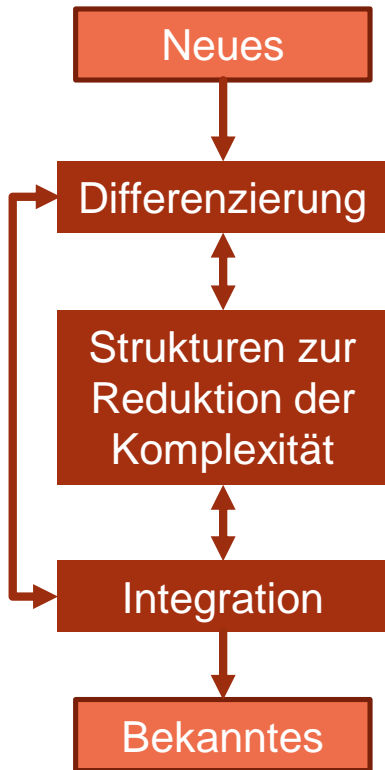 Neues
Differenzierung
Strukturen zur
Reduktion der
Komplexität
Integration
Bekanntes